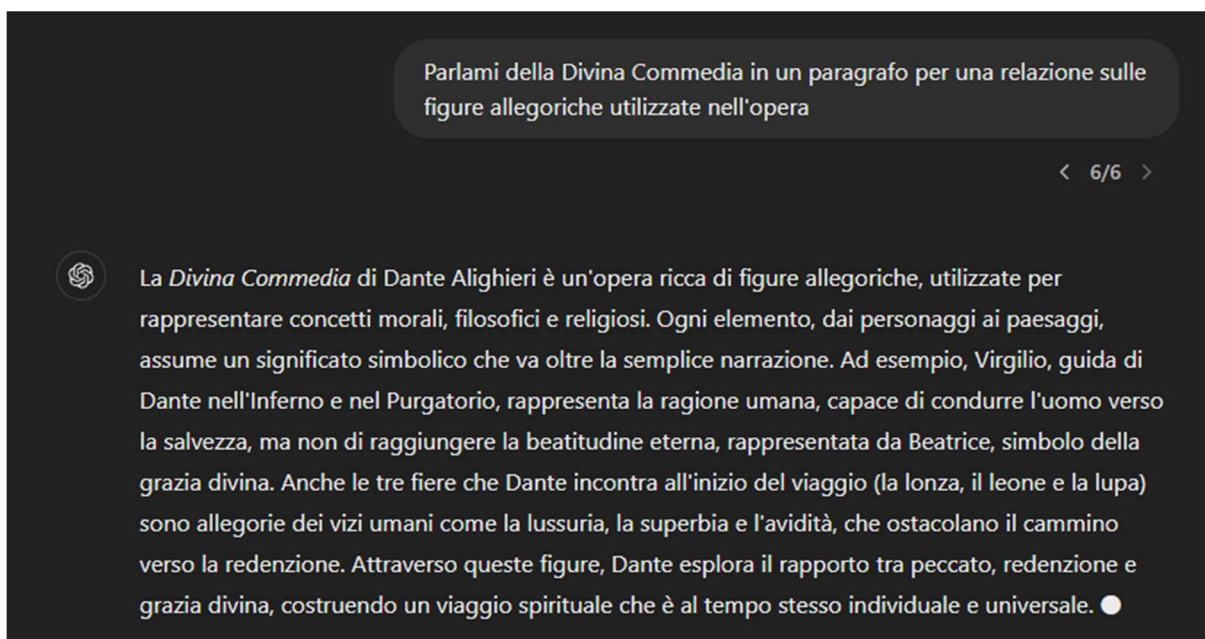 Parlami della Divina Commedia in un paragrafo per una relazione sulle
figure allegoriche utilizzate nell'opera
< 6/6 >
La Divina Commedia di Dante Alighieri è un'opera ricca di figure allegoriche, utilizzate per
rappresentare concetti morali, filosofici e religiosi. Ogni elemento, dai personaggi ai paesaggi,
assume un significato simbolico che va oltre la semplice narrazione. Ad esempio, Virgilio, guida di
Dante nell'Inferno e nel Purgatorio, rappresenta la ragione umana, capace di condurre l'uomo verso
la salvezza, ma non di raggiungere la beatitudine eterna, rappresentata da Beatrice, simbolo della
grazia divina. Anche le tre fiere che Dante incontra all'inizio del viaggio (la lonza, il leone e la lupa)
sono allegorie dei vizi umani come la lussuria, la superbia e l'avidità, che ostacolano il cammino
verso la redenzione. Attraverso queste figure, Dante esplora il rapporto tra peccato, redenzione e
grazia divina, costruendo un viaggio spirituale che è al tempo stesso individuale e universale.